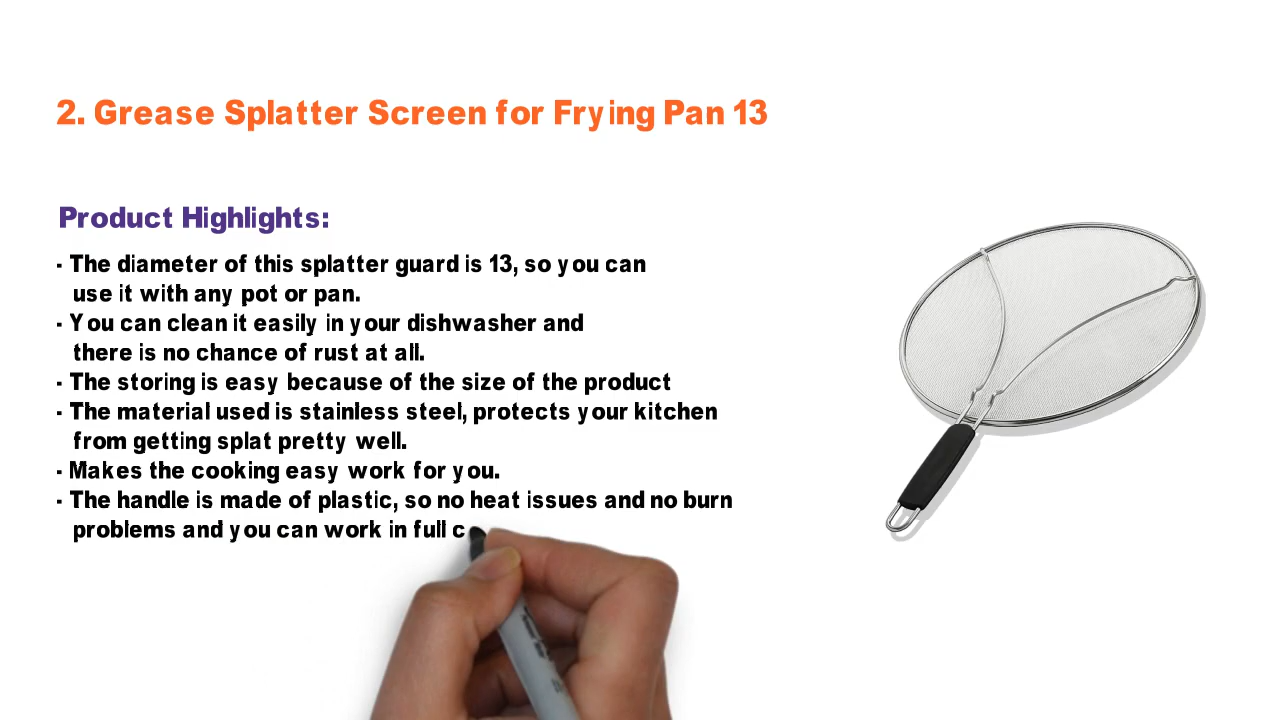 2. Grease Splatter Screen for Frying Pan 13
Product Highlights:
- The diameter of this splatter guard is 13, so you can
use it with any pot or pan.
- You can clean it easily in your dishwasher and
there is no chance of rust at all.
- The storing is easy because of the size of the product
- The material used is stainless steel, protects your kitchen
from getting splat pretty well.
- Makes the cooking easy work for you.
- The handle is made of plastic, so no heat issues and no burn
problems and you can work in full c